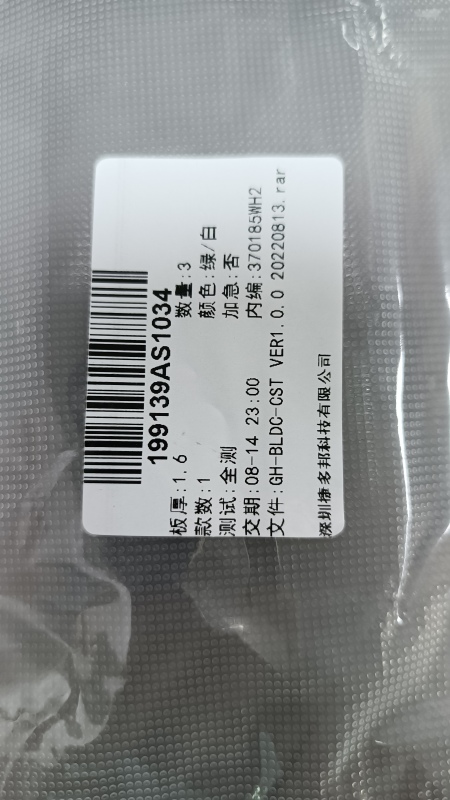 199139AS1034
板厚:1.6 数量:3
款数:1 颜色:绿/白
测试:全测 加急:否
交期:08-14 23:00 内编:370185WH2
文件:GH-BLDC-CST VER1.0.0 20220813.rar
深圳捷多邦科技有限公司